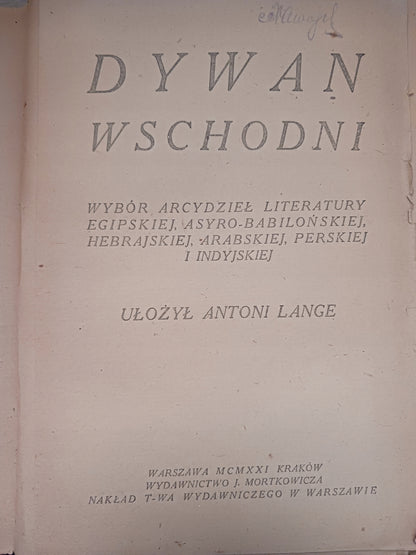 DYWAN
WSCHODNI
WYBÓR ARCYDZIEŁ LITERATURY
EGIPSKIEJ, ASYRO-BABILOŃSKIEJ,
HEBRAJSKIEJ, ARABSKIEJ, PERSKIEJ
I INDYJSKIEJ
UŁOŻYŁ ANTONI LANGE
WARSZAWA MCMXXI KRAKÓW
WYDAWNICTWO J. MORTKOWICZA
NAKŁAD T-WA WYDAWNICZEGO W WARSZAWIE